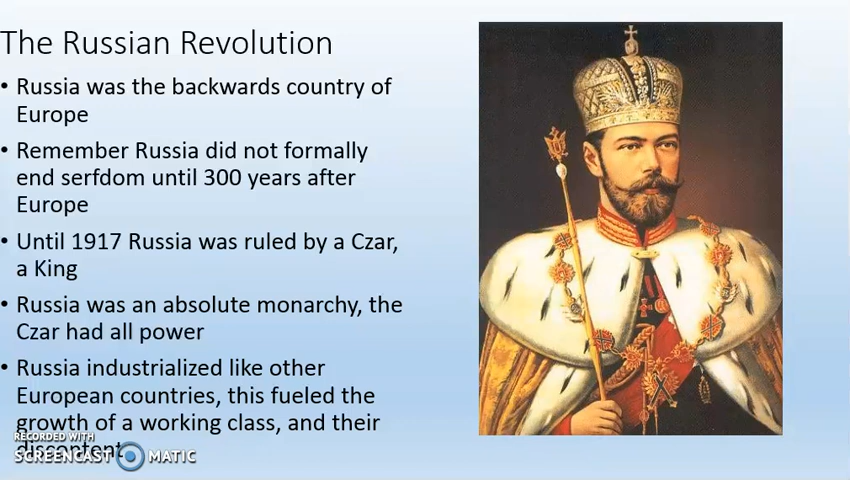 The Russian Revolution
• Russia was the backwards country of
Europe
• Remember Russia did not formally
end serfdom until 300 years after
Europe
• Until 1917 Russia was ruled by a Czar,
a King
• Russia was an absolute monarchy, the
Czar had all power
• Russia industrialized like other
European countries, this fueled the
growth of a working class, and their
discontent
RECORDED WITH
SCREENCAST MATIC